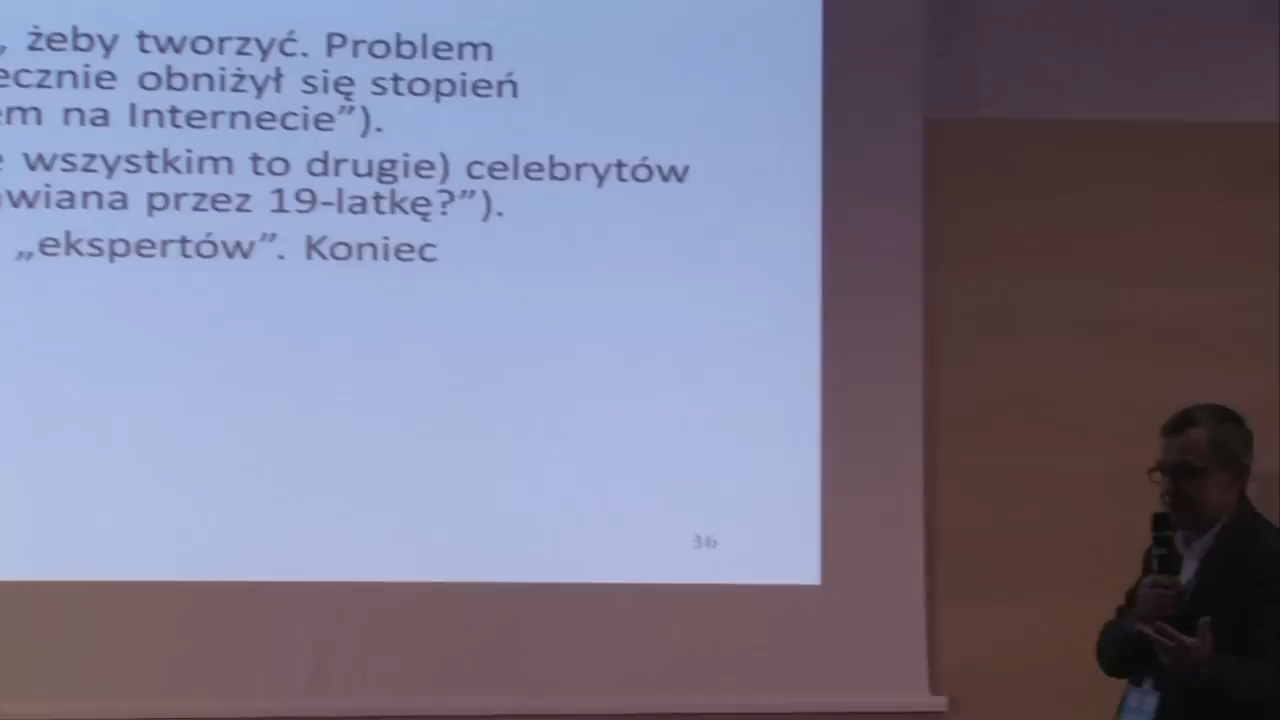 , żeby tworzyć. Problem
ecznie obniżył się stopień
em na Internecie”).
wszystkim to drugie) celebrytów
wiana przez 19-latkę?”).
„ekspertów”. Koniec
36